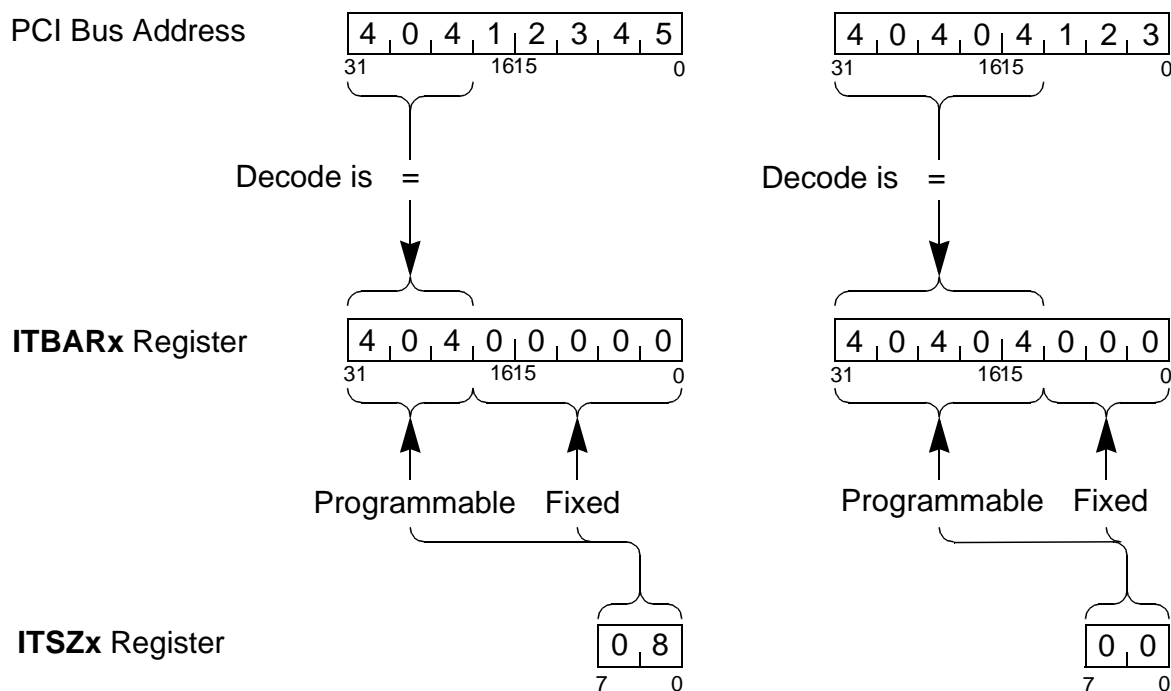 PCI Bus Address 4 0 4 1 2 3 4 5 4 0 4 0 4 1 2 3
31 1615 0 31 1615 0
Decode is = Decode is =
ITBARx Register 4 0 4 0 0 0 0 0 4 0 4 0 4 0 0 0
31 1615 0 31 1615 0
Programmable Fixed Programmable Fixed
ITSZx Register 0 8 0 0
7 0 7 0